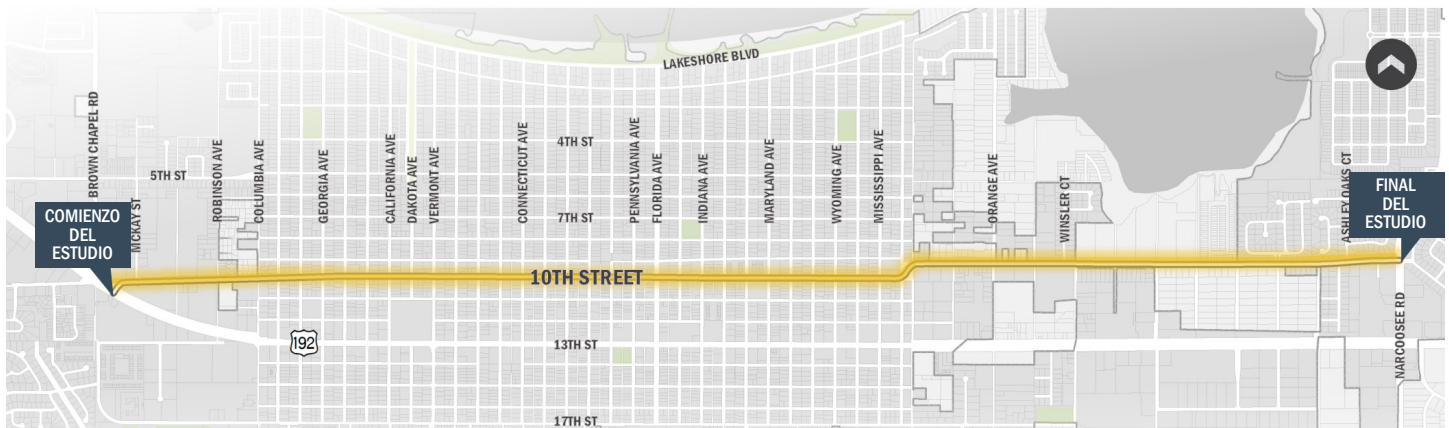 LAKESHORE BLVD
BROWN CHAPEL RD
MCKAY ST
5TH ST
ROBINSON AVE
COLUMBIA AVE
GEORGIA AVE
CALIFORNIA AVE
DAKOTA AVE
VERMONT AVE
CONNECTICUT AVE
4TH ST
7TH ST
PENNSYLVANIA AVE
FLORIDA AVE
INDIANA AVE
MARYLAND AVE
WYOMING AVE
MISSISSIPPI AVE
ORANGE AVE
WINSLER CT
ASHLEY OAKS CT
COMIENZO
DEL
ESTUDIO
FINAL
DEL
ESTUDIO
10TH STREET
192
13TH ST
NARCOOSEE RD
17TH ST